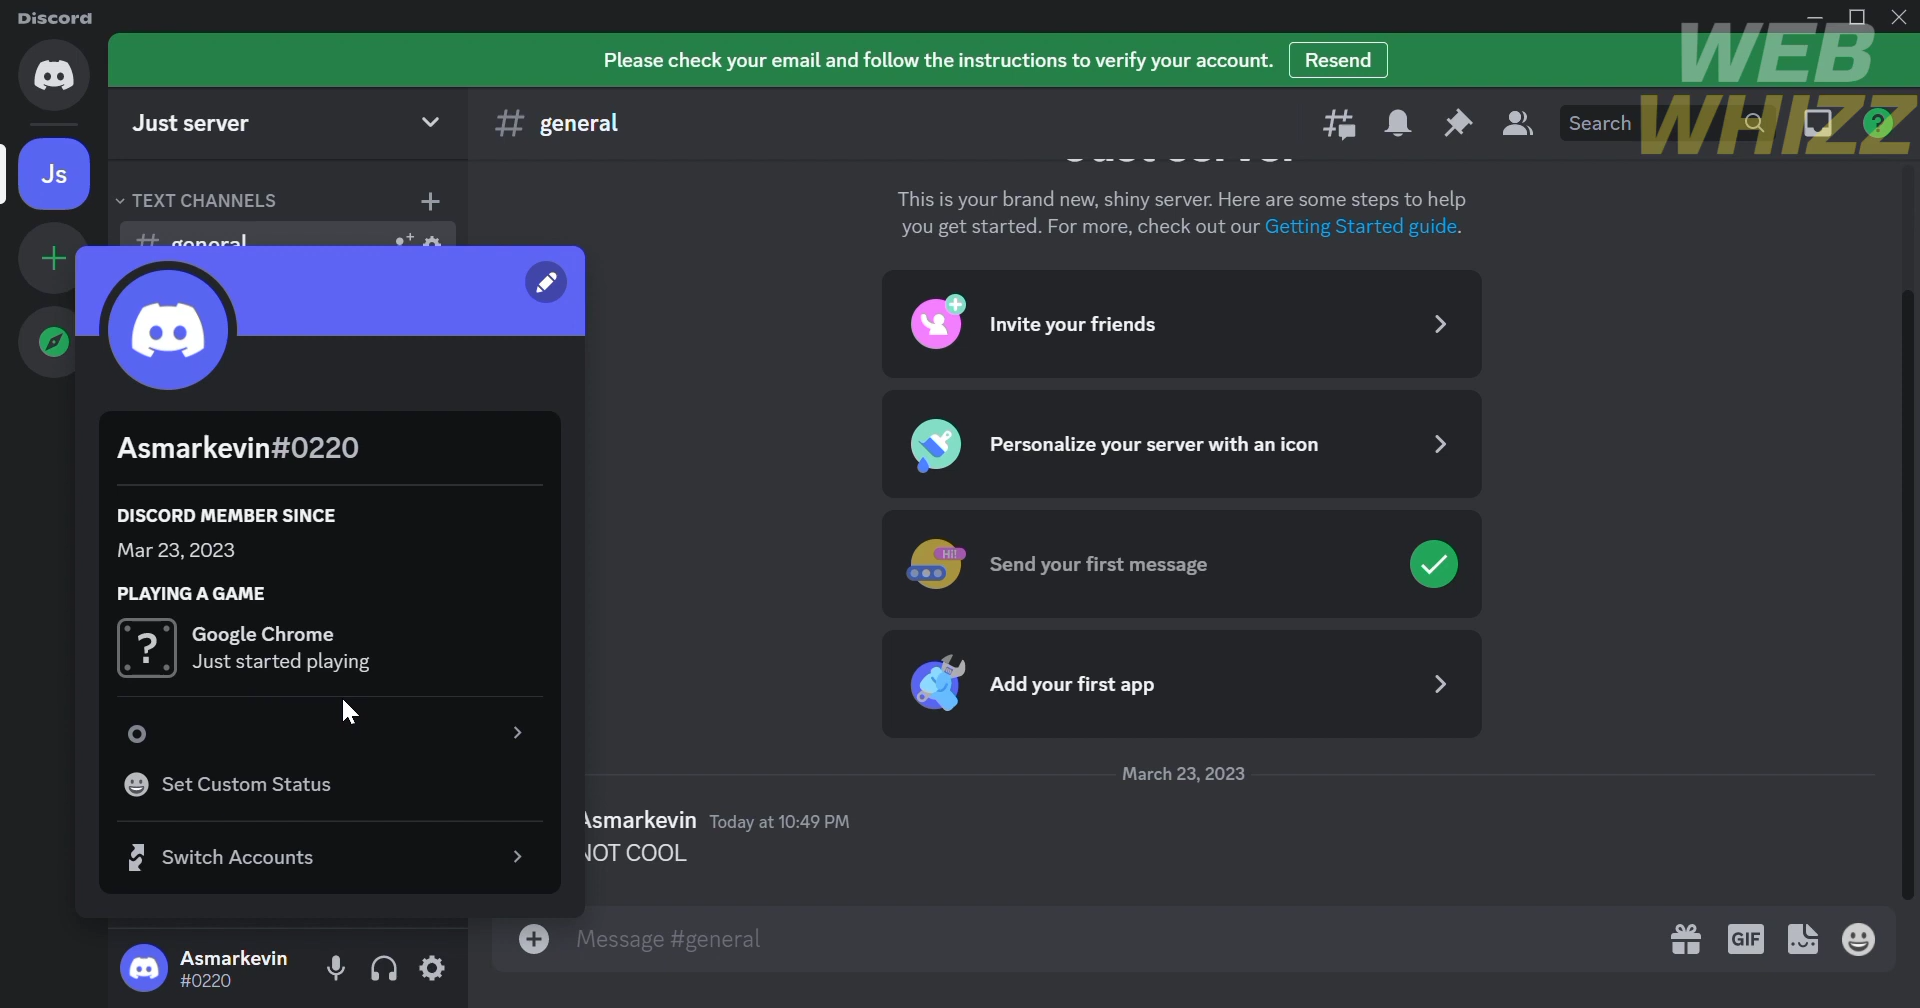 Discord
WEB
WHIZZ
Please check your email and follow the instructions to verify your account. Resend
Just server
general
Search
Js
TEXT CHANNELS
general
This is your brand new, shiny server. Here are some steps to help
you get started. For more, check out our Getting Started guide.
Invite your friends
Personalize your server with an icon
Hi!
Send your first message
Add your first app
Asmarkevin#0220
DISCORD MEMBER SINCE
Mar 23, 2023
PLAYING A GAME
?
Google Chrome
Just started playing
Set Custom Status
Switch Accounts
March 23, 2023
Asmarkevin Today at 10:49 PM
NOT COOL
Message #general
GIF
Asmarkevin
#0220